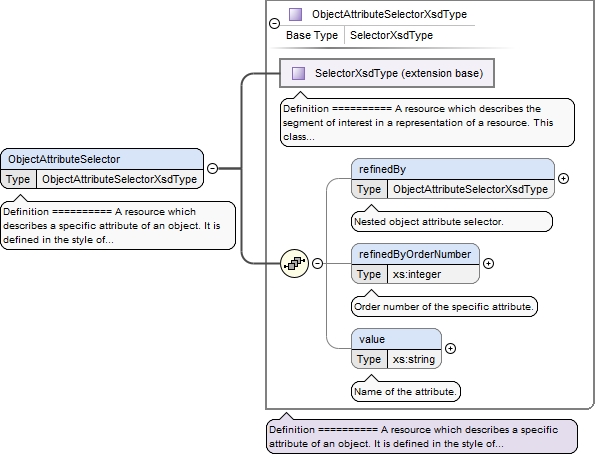 ObjectAttributeSelectorXsdType
Base Type SelectorXsdType
SelectorXsdType (extension base)
Definition ========== A resource which describes the
segment of interest in a representation of a resource. This
class...
ObjectAttributeSelector
Type ObjectAttributeSelectorXsdType
Definition ========== A resource which
describes a specific attribute of an object. It is
defined in the style of...
refinedBy
Type ObjectAttributeSelectorXsdType
Nested object attribute selector.
refinedByOrderNumber
Type xs:integer
Order number of the specific attribute.
value
Type xs:string
Name of the attribute.
Definition ========== A resource which describes a specific
attribute of an object. It is defined in the style of...